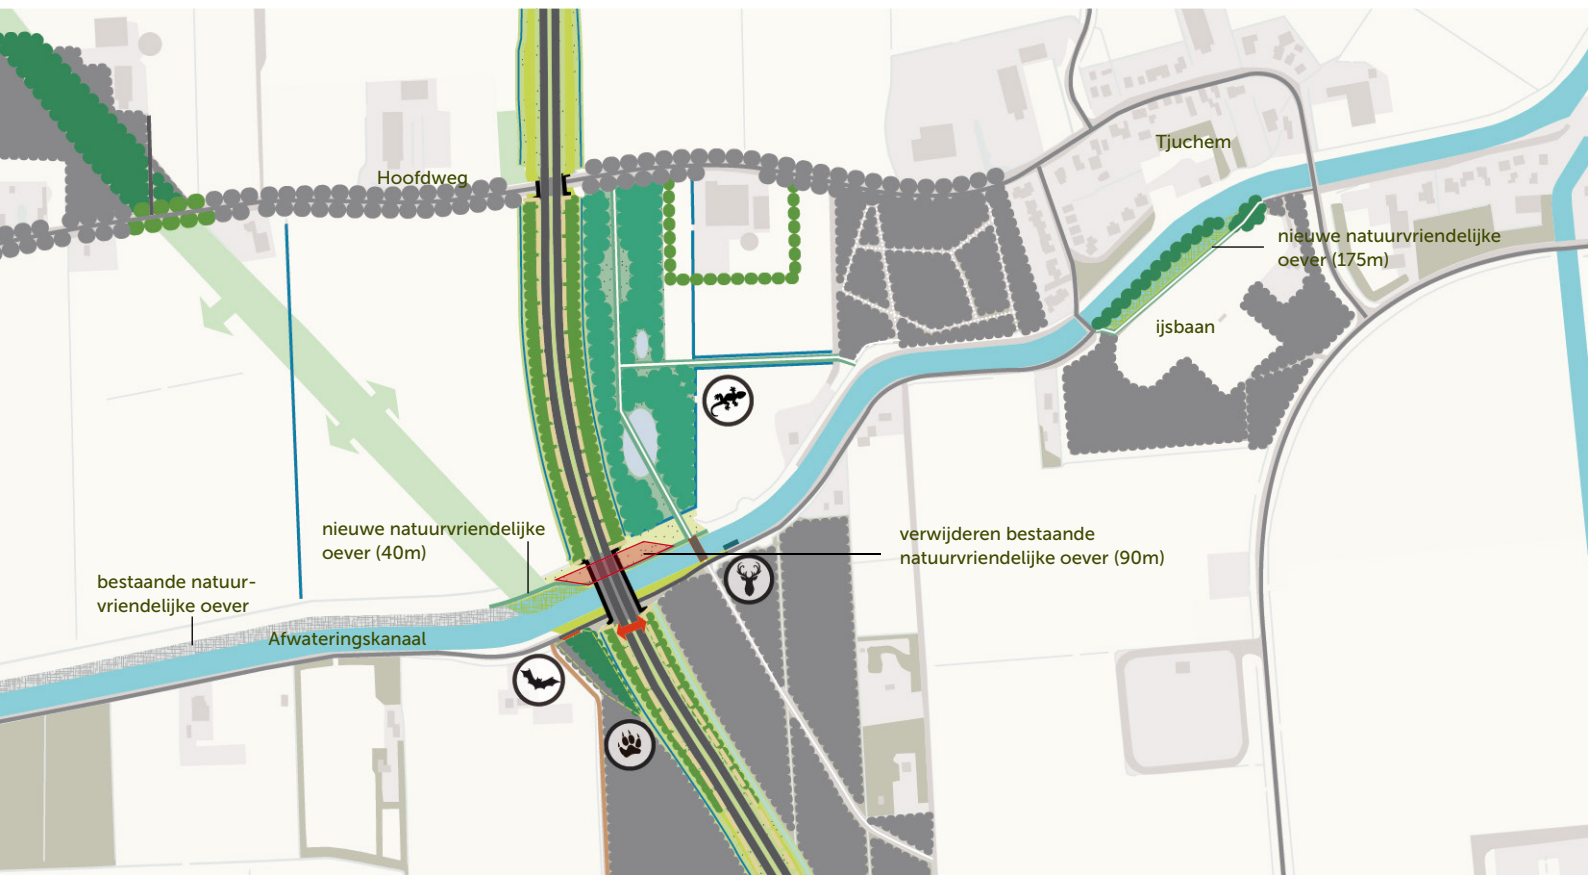 Tjuchem
Hoofdweg
nieuwe natuurvriendelijke
oever (175m)
ijsbaan
nieuwe natuurvriendelijke
oever (40m)
verwijderen bestaande
natuurvriendelijke oever (90m)
bestaande natuur-
vriendelijke oever
Afwateringskanaal